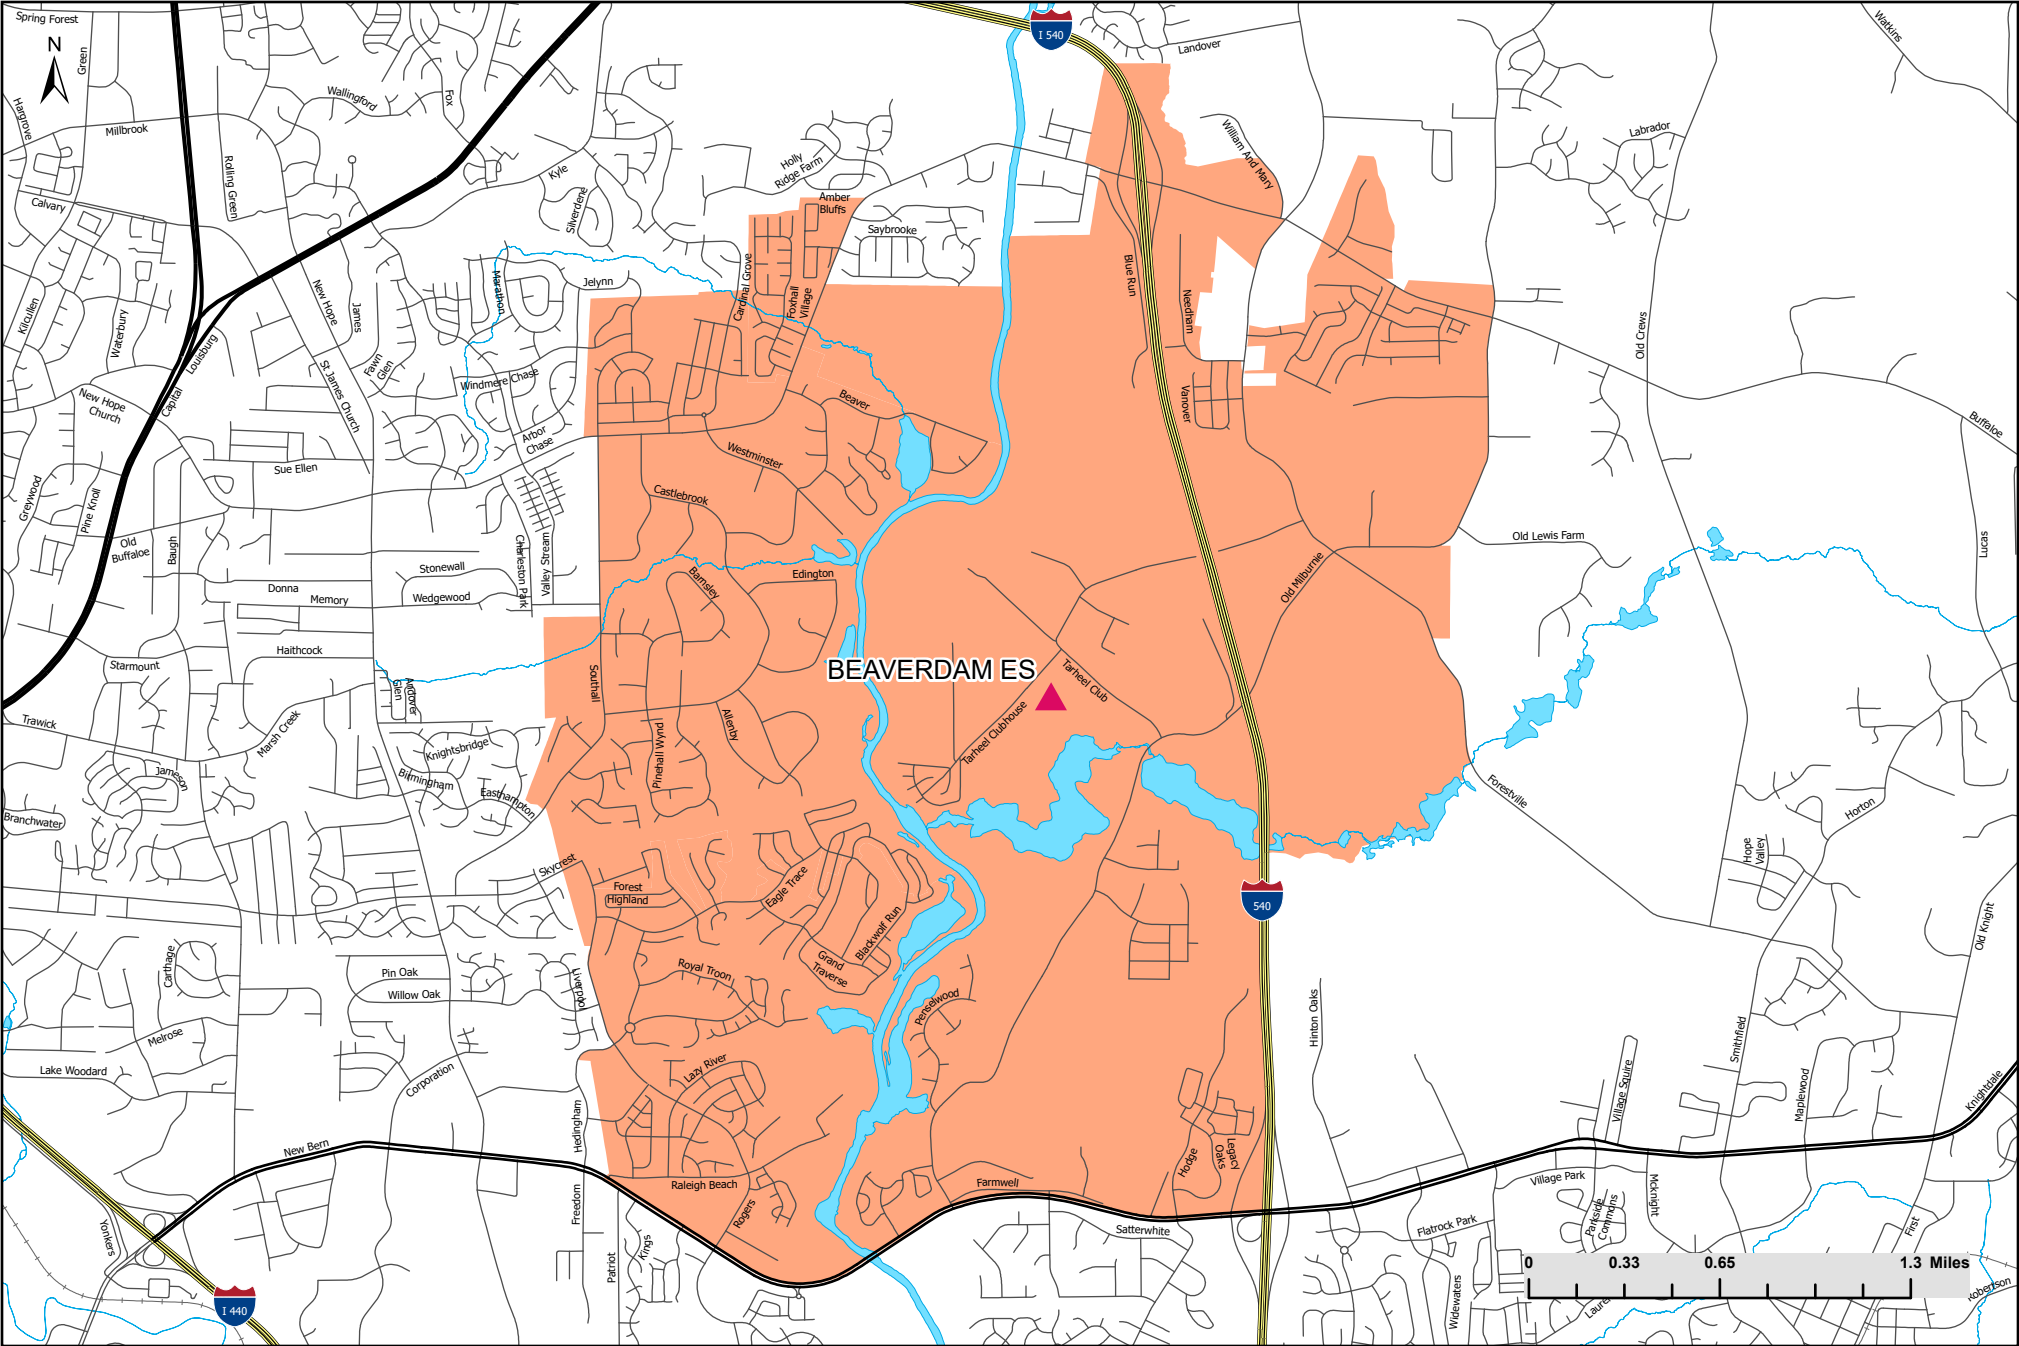 Spring Forest
N
Green
Hargrove
Millbrook
Wallingford
Fox
I 540
Landover
Watkins
Labrador
William And Mary
Rolling Green
Kyle
Silverdene
Holly
Ridge Farm
Amber
Bluffs
Saybrooke
Calvary
Kilcullen
Waterbury
New Hope
James
Marathon
Jelynn
Cardinal Grove
Foxhall
Village
Blue Run
Needham
Old Crews
Louisburg
Capital
St James Church
Fawn
Glen
Windmere Chase
Arbor
Chase
New Hope
Church
Beaver
Vanover
Buffaloe
Westminster
Sue Ellen
Castlebrook
Greywood
Pine Knoll
Old
Buffaloe
Baugh
Charleston Park
Valley Stream
Old Lewis Farm
Lucas
Stonewall
Donna
Memory
Wedgewood
Barnsley
Edington
Old Milburnie
Haithcock
Starmount
Andover
Glen
Southall
BEAVERDAM ES
Tarheel Club
Tarheel Clubhouse
Trawick
Marsh Creek
Knightsbridge
Birmingham
Easthampton
Jameson
Branchwater
Pinehall Wynd
Allenby
Forestville
Horton
Hope
Valley
Skycrest
Forest
Highland
Eagle Trace
Blackwolf Run
Grand
Traverse
540
Old Knight
Carthage
Pin Oak
Willow Oak
Liverpool
Royal Troon
Penselwood
Hinton Oaks
Smithfield
Melrose
Lake Woodard
Corporation
Lazy River
Village Squire
Maplewood
Knightdale
Hedingham
New Bern
Raleigh Beach
Rogers
Farmwell
Hodge
Legacy
Oaks
Village Park
Mcknight
Parkside
Commons
Freedom
Patriot
Kings
Yonkers
Satterwhite
Flatrock Park
First
Widewaters
Robertson
I 440
0 0.33 0.65 1.3 Miles